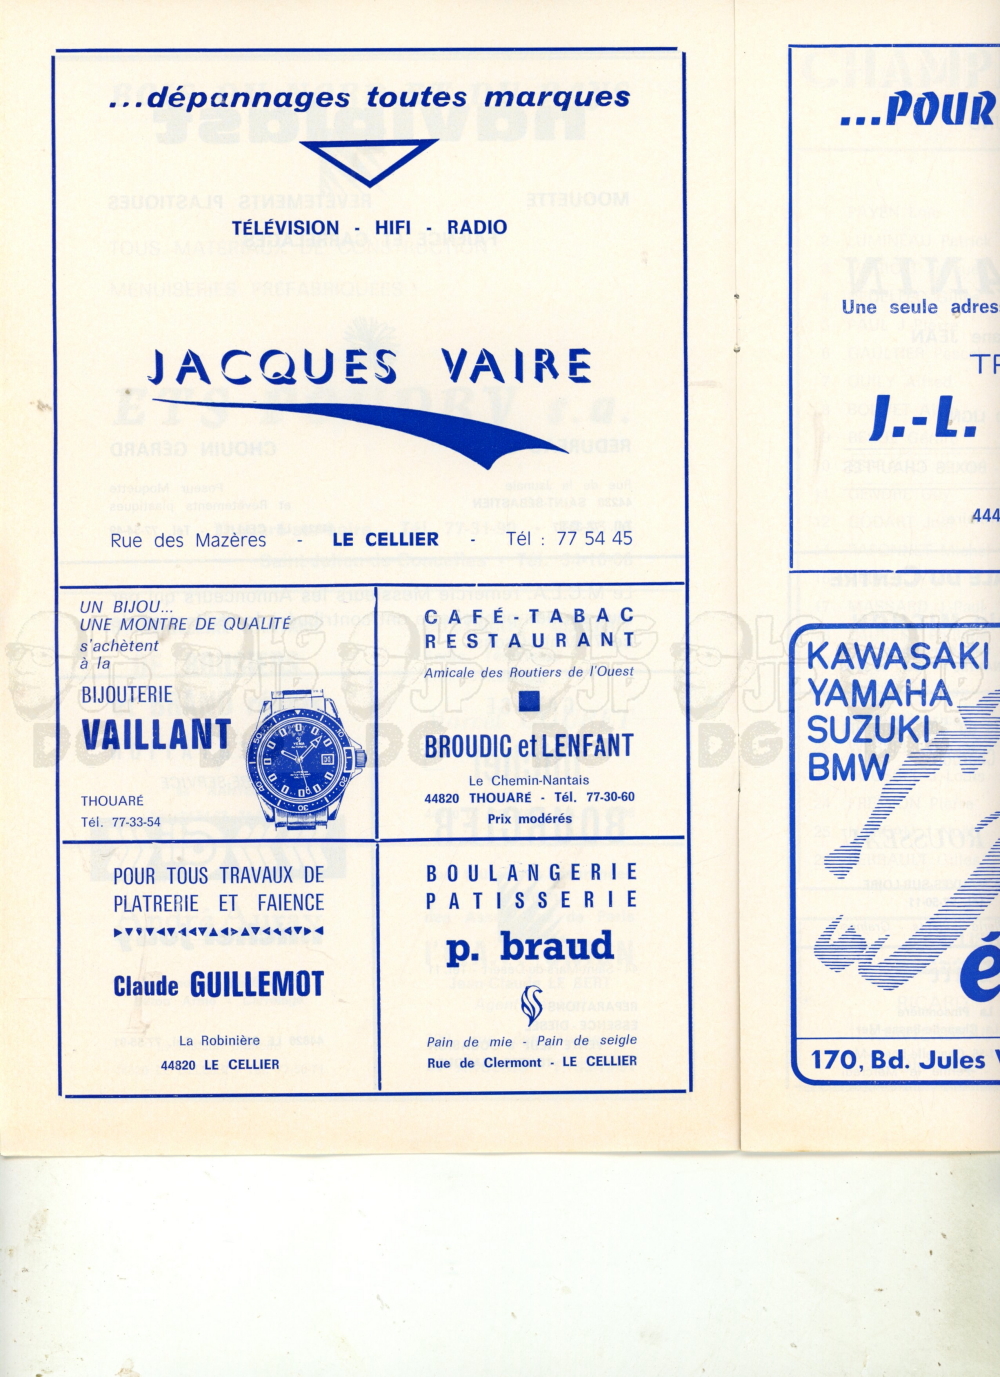 ...dépannages toutes marques
TÉLÉVISION - HIFI - RADIO
JACQUES VAIRE
Rue des Mazères - LE CELLIER - Tél : 77 54 45
UN BIJOU...
UNE MONTRE DE QUALITÉ
s'achètent
à la
BIJOUTERIE
VAILLANT
THOUARÉ
Tél. 77-33-54
CAFÉ-TABAC
RESTAURANT
Amicale des Routiers de l'Ouest
BROUDIC et LENFANT
Le Chemin-Nantais
44820 THOUARÉ - Tél. 77-30-60
Prix modérés
POUR TOUS TRAVAUX DE
PLATRERIE ET FAIENCE
Claude GUILLEMOT
La Robinière
44820 LE CELLIER
BOULANGERIE
PATISSERIE
p. braud
Pain de mie - Pain de seigle
Rue de Clermont - LE CELLIER
...POUR
Une seule adres
TR
J.-L.
444
KAWASAKI
YAMAHA
SUZUKI
BMW
é
170, Bd. Jules V